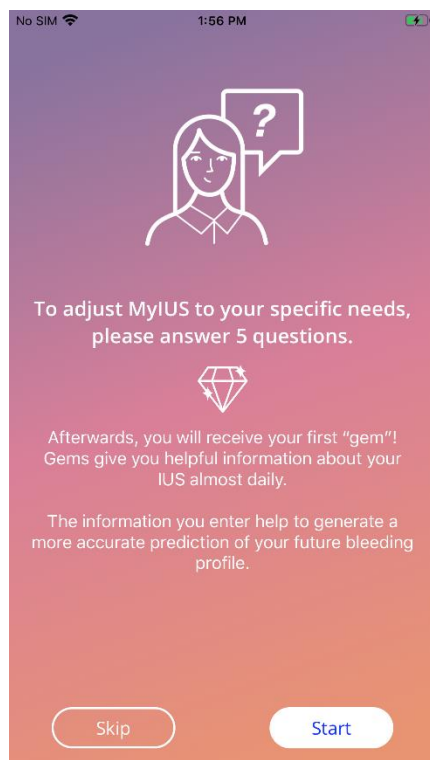 No SIM 1:56 PM
?
To adjust MyIUS to your specific needs,
please answer 5 questions.
Afterwards, you will receive your first “gem”!
Gems give you helpful information about your
IUS almost daily.
The information you enter help to generate a
more accurate prediction of your future bleeding
profile.
Skip Start